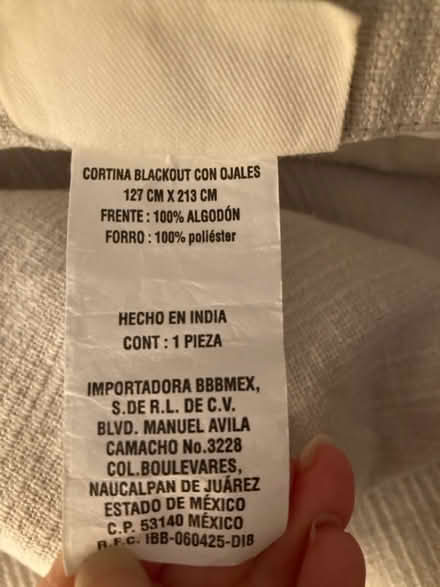 CORTINA BLACKOUT CON OJALES
127 CM X 213 CM
FRENTE : 100% ALGODÓN
FORRO : 100% poliéster
HECHO EN INDIA
CONT : 1 PIEZA
IMPORTADORA BBBMEX,
S.DE R.L. DE C.V.
BLVD. MANUEL AVILA
CAMACHO No.3228
COL.BOULEVARES,
NAUCALPAN DE JUÁREZ
ESTADO DE MÉXICO
C.P. 53140 MÉXICO
R.F.C. IBB-060425-DI8